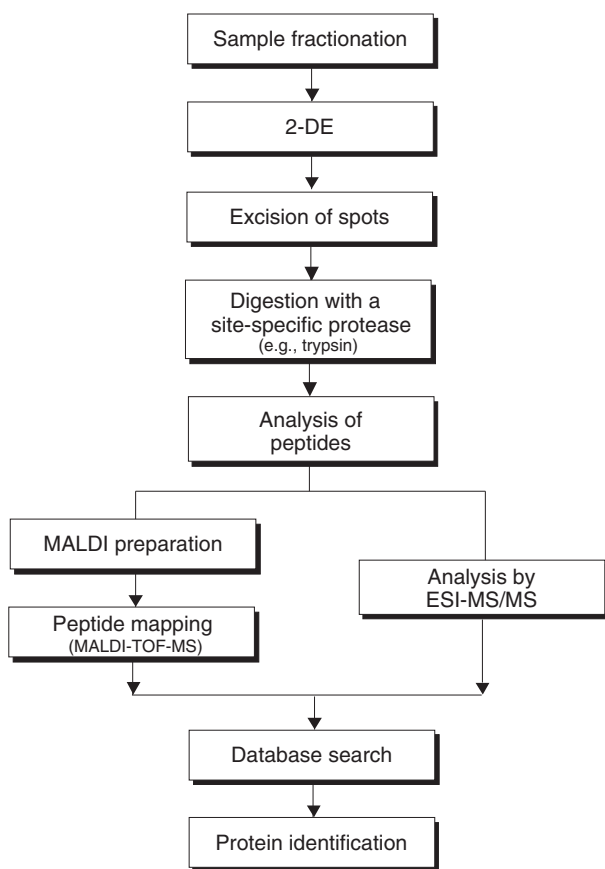 Sample fractionation
2-DE
Excision of spots
Digestion with a
site-specific protease
(e.g., trypsin)
Analysis of
peptides
MALDI preparation
Peptide mapping
(MALDI-TOF-MS)
Analysis by
ESI-MS/MS
Database search
Protein identification